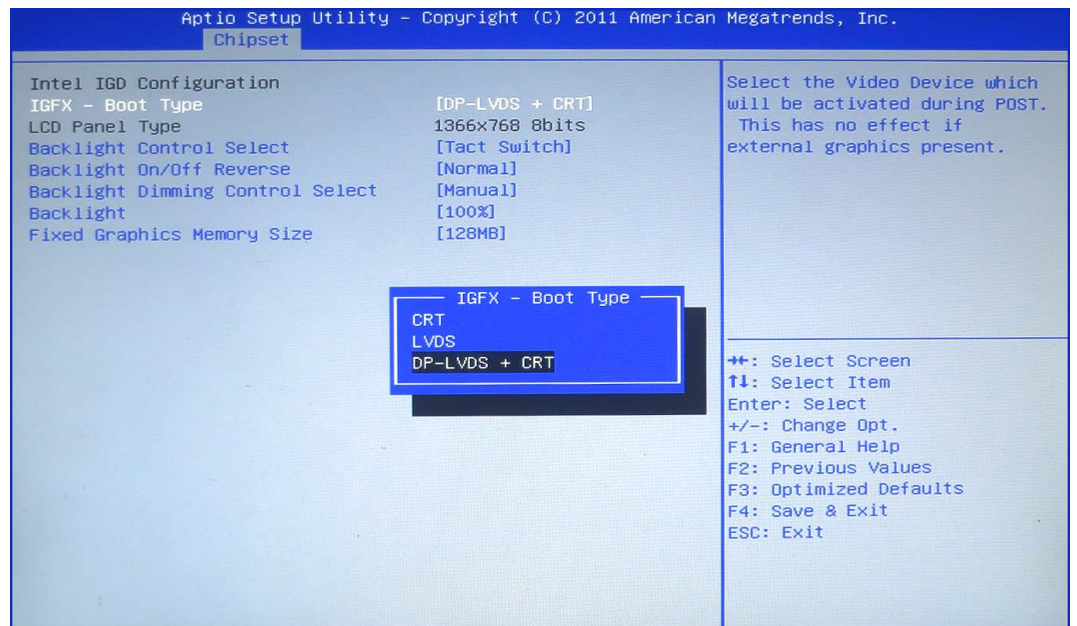 Aptio Setup Utility – Copyright (C) 2011 American Megatrends, Inc.
Chipset
Intel IGD Configuration
IGFX – Boot Type [DP-LVDS + CRT]
LCD Panel Type 1366x768 8bits
Backlight Control Select [Tact Switch]
Backlight On/Off Reverse [Normal]
Backlight Dimming Control Select [Manual]
Backlight [100%]
Fixed Graphics Memory Size [128MB]
IGFX – Boot Type
CRT
LVDS
DP-LVDS + CRT
Select the Video Device which
will be activated during POST.
This has no effect if
external graphics present.
→←: Select Screen
↑↓: Select Item
Enter: Select
+/-: Change Opt.
F1: General Help
F2: Previous Values
F3: Optimized Defaults
F4: Save & Exit
ESC: Exit